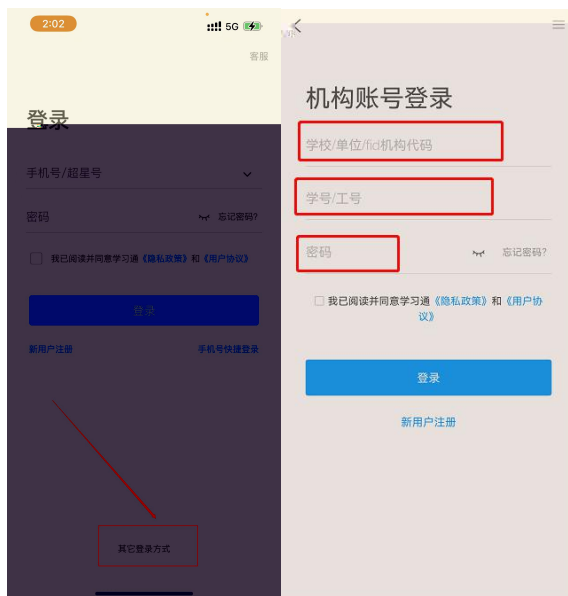 2:02
5G
客服
登录
手机号/超星号
密码
忘记密码?
我已阅读并同意学习通《隐私政策》和《用户协议》
登录
新用户注册
手机号快捷登录
其它登录方式
机构账号登录
学校/单位/fid机构代码
学号/工号
密码
忘记密码?
我已阅读并同意学习通《隐私政策》和《用户协
议》
登录
新用户注册